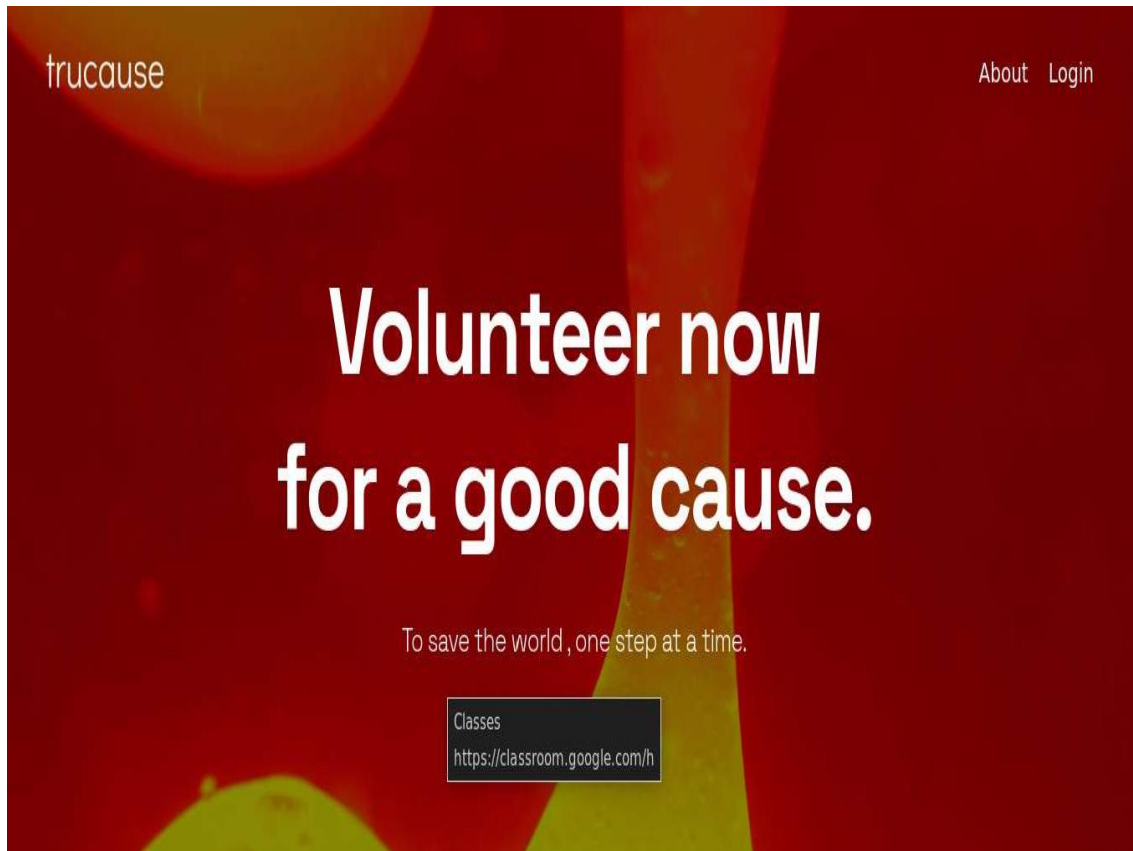 trucause
About Login
Volunteer now
for a good cause.
To save the world , one step at a time.
Classes
https://classroom.google.com/h